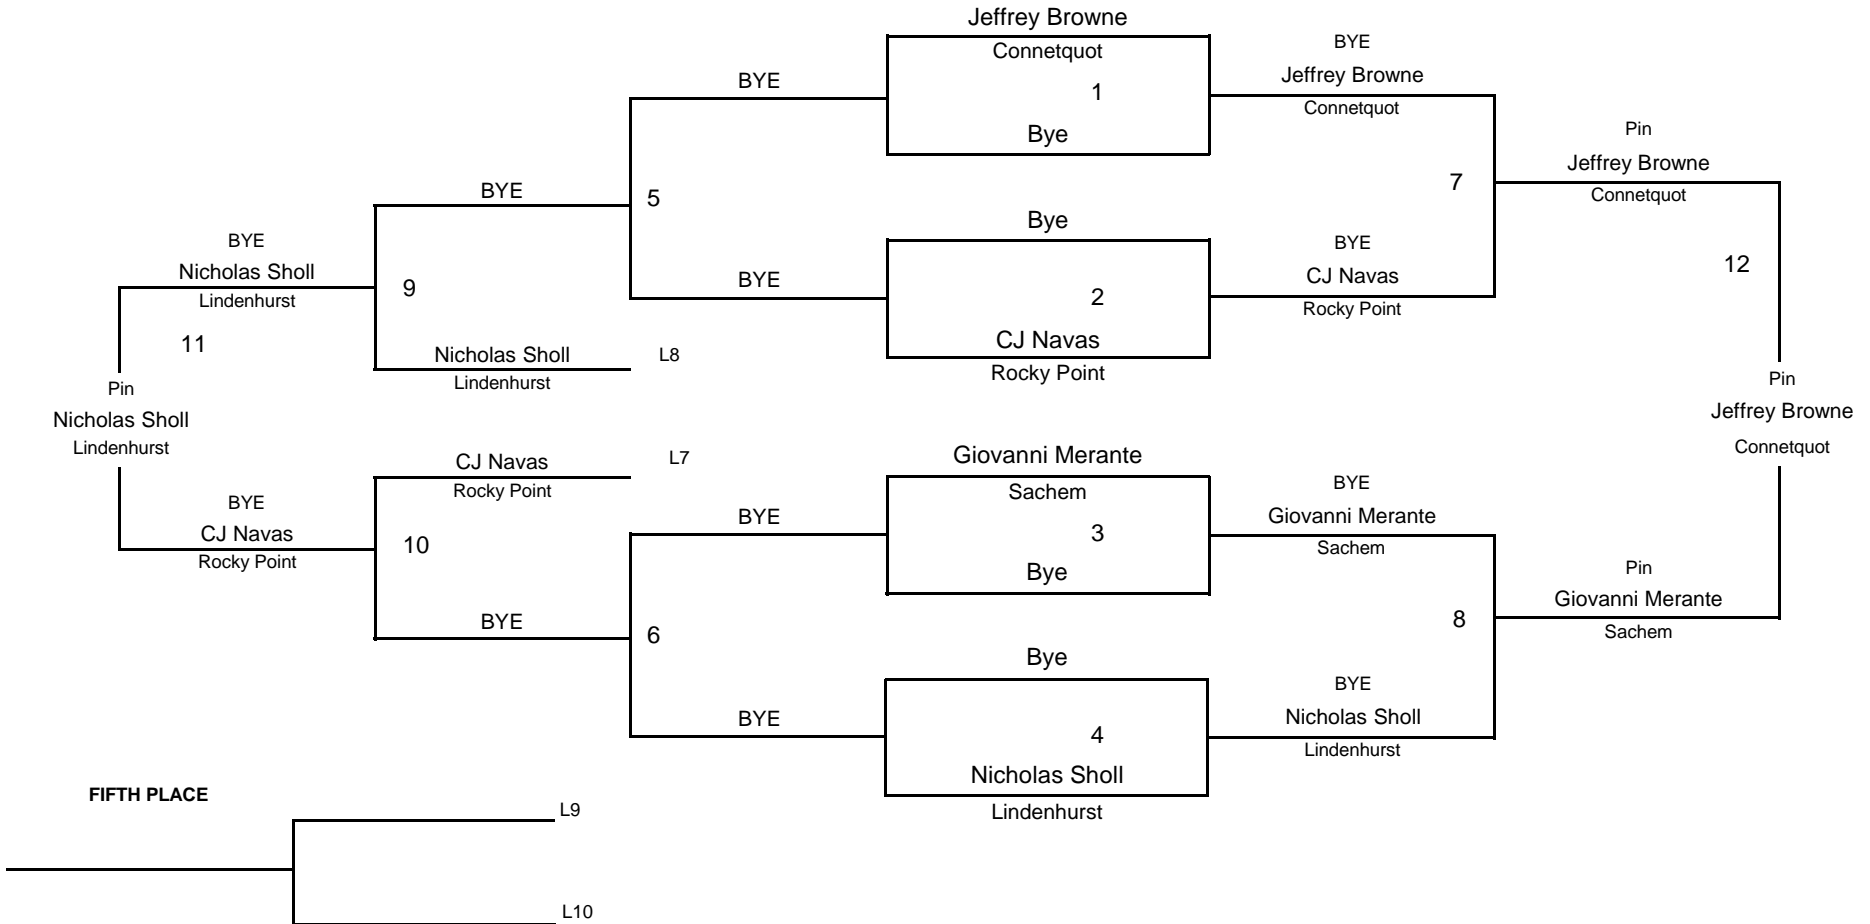 Jeffrey Browne
Connetquot
1
Bye
Bye
2
CJ Navas
Rocky Point
Giovanni Merante
Sachem
3
Bye
Bye
4
Nicholas Sholl
Lindenhurst
BYE
Jeffrey Browne
Connetquot
7
BYE
CJ Navas
Rocky Point
BYE
Giovanni Merante
Sachem
8
BYE
Nicholas Sholl
Lindenhurst
Pin
Jeffrey Browne
Connetquot
12
Pin
Giovanni Merante
Sachem
Pin
Jeffrey Browne
Connetquot
BYE
5
BYE
BYE
6
BYE
BYE
9
Nicholas Sholl
L8
Lindenhurst
CJ Navas
L7
Rocky Point
10
BYE
BYE
Nicholas Sholl
Lindenhurst
11
Pin
Nicholas Sholl
Lindenhurst
BYE
CJ Navas
Rocky Point
FIFTH PLACE
L9
L10